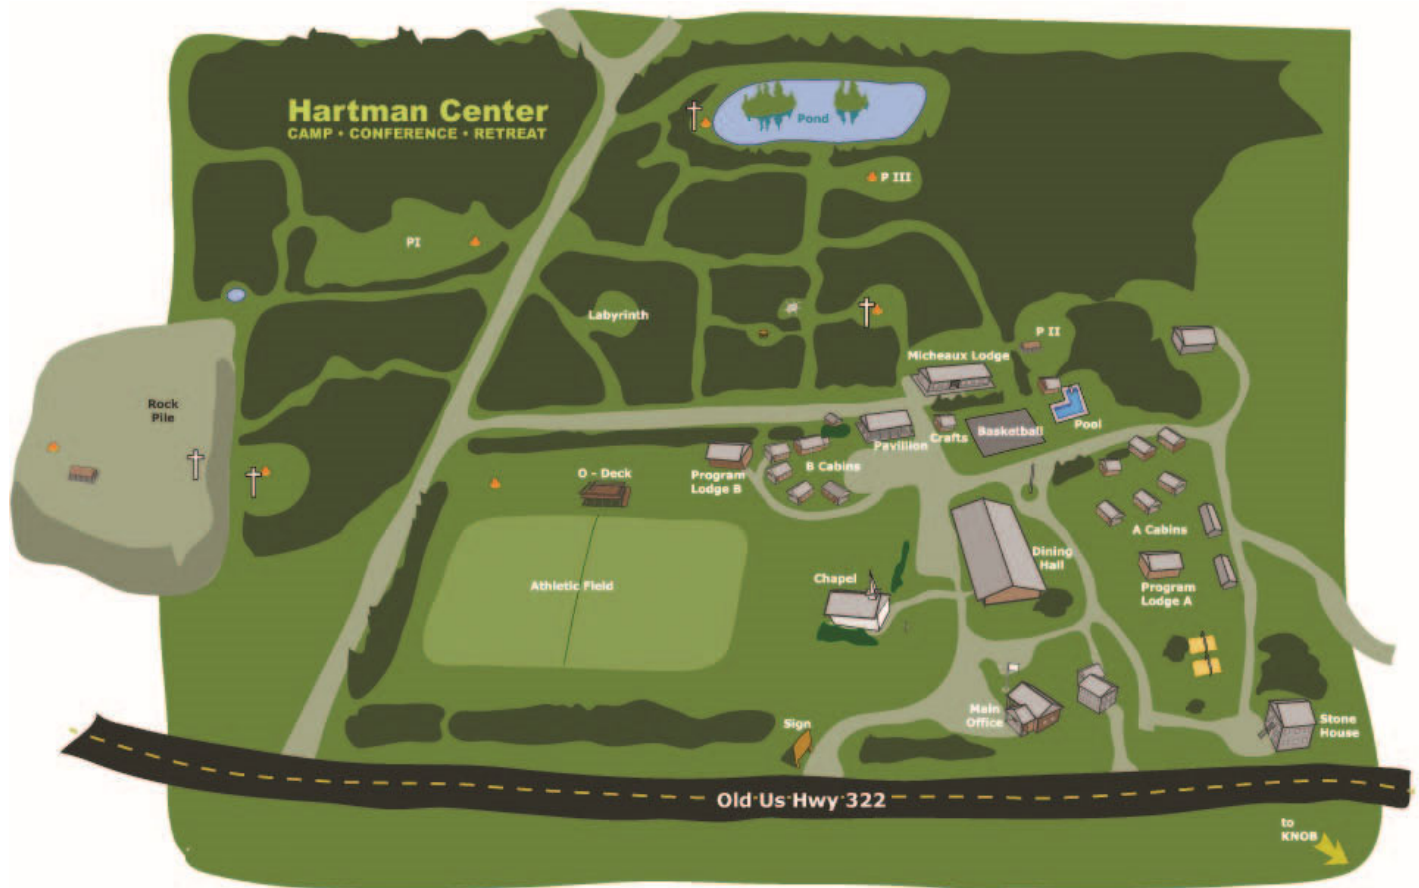 Hartman Center
CAMP • CONFERENCE • RETREAT
Pond
P III
PI
Labyrinth
P II
Micheaux Lodge
Rock
Pile
Pool
Basketball
Crafts
Pavillion
B Cabins
Program
Lodge B
O - Deck
A Cabins
Dining
Hall
Chapel
Athletic Field
Program
Lodge A
Main
Office
Sign
Stone
House
Old Us Hwy 322
to
KNOB